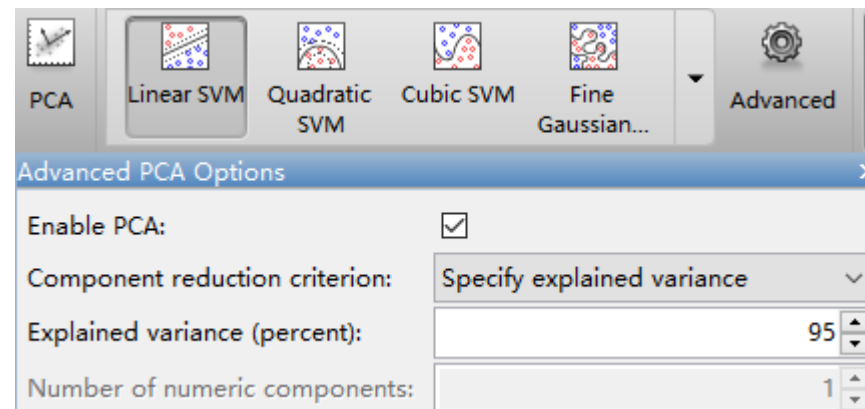 PCA
Linear SVM
Quadratic SVM
Cubic SVM
Fine Gaussian...
Advanced
Advanced PCA Options
Enable PCA:
Component reduction criterion: Specify explained variance
Explained variance (percent): 95
Number of numeric components: 1